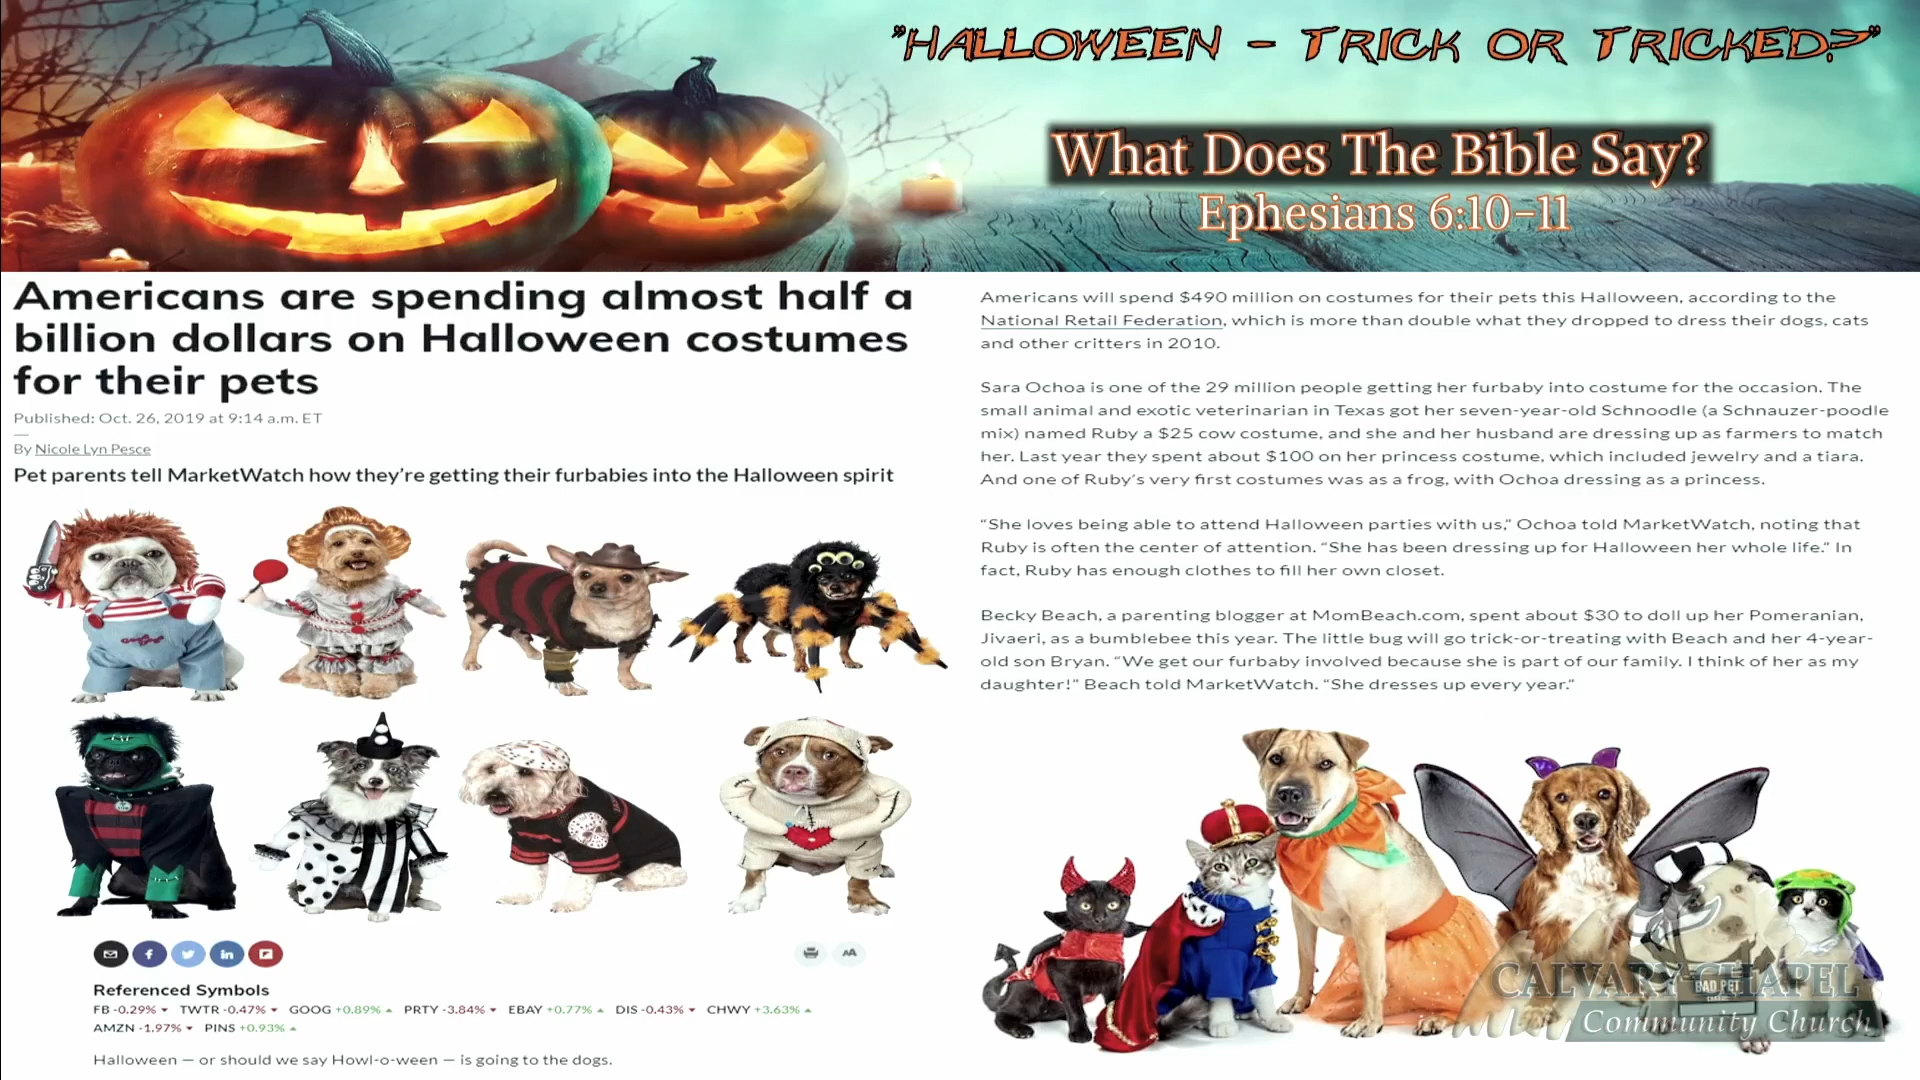 "HALLOWEEN - TRICK OR TRICKED?"
What Does The Bible Say?
Ephesians 6:10-11
Americans are spending almost half a
billion dollars on Halloween costumes
for their pets
Published: Oct. 26, 2019 at 9:14 a.m. ET
By Nicole Lyn Pesce
Pet parents tell MarketWatch how they're getting their furbabies into the Halloween spirit
Referenced Symbols
FB -0.29% TWTR -0.47% GOOG +0.89% PRTY -3.84% EBAY +0.77% DIS -0.43% CHWY +3.63%
AMZN -1.97% PINS +0.93%
Halloween — or should we say Howl-o-ween — is going to the dogs.
Americans will spend $490 million on costumes for their pets this Halloween, according to the
National Retail Federation, which is more than double what they dropped to dress their dogs, cats
and other critters in 2010.
Sara Ochoa is one of the 29 million people getting her furbaby into costume for the occasion. The
small animal and exotic veterinarian in Texas got her seven-year-old Schnoodle (a Schnauzer-poodle
mix) named Ruby a $25 cow costume, and she and her husband are dressing up as farmers to match
her. Last year they spent about $100 on her princess costume, which included jewelry and a tiara.
And one of Ruby's very first costumes was as a frog, with Ochoa dressing as a princess.
"She loves being able to attend Halloween parties with us," Ochoa told MarketWatch, noting that
Ruby is often the center of attention. "She has been dressing up for Halloween her whole life." In
fact, Ruby has enough clothes to fill her own closet.
Becky Beach, a parenting blogger at MomBeach.com, spent about $30 to doll up her Pomeranian,
Jivaeri, as a bumblebee this year. The little bug will go trick-or-treating with Beach and her 4-year-
old son Bryan. "We get our furbaby involved because she is part of our family. I think of her as my
daughter!" Beach told MarketWatch. "She dresses up every year."
CALVARY CHAPEL
BAD PET
Community Church